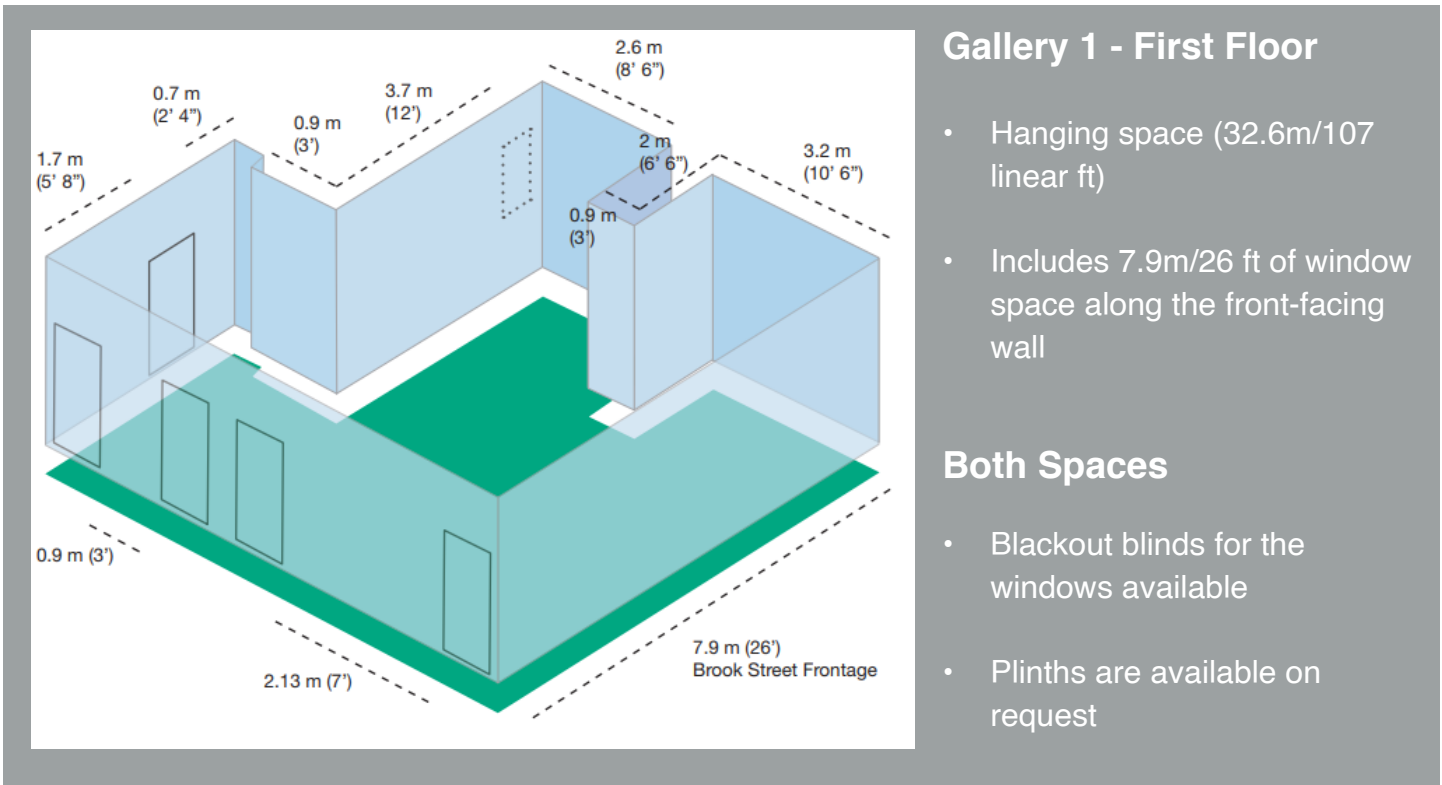 2.6 m
(8’ 6”)
0.7 m
(2’ 4”)
3.7 m
(12’)
0.9 m
(3’)
2 m
(6’ 6”)
3.2 m
(10’ 6”)
1.7 m
(5’ 8”)
0.9 m
(3’)
0.9 m (3’)
2.13 m (7’)
7.9 m (26’)
Brook Street Frontage
Gallery 1 - First Floor
• Hanging space (32.6m/107
linear ft)
• Includes 7.9m/26 ft of window
space along the front-facing
wall
Both Spaces
• Blackout blinds for the
windows available
• Plinths are available on
request